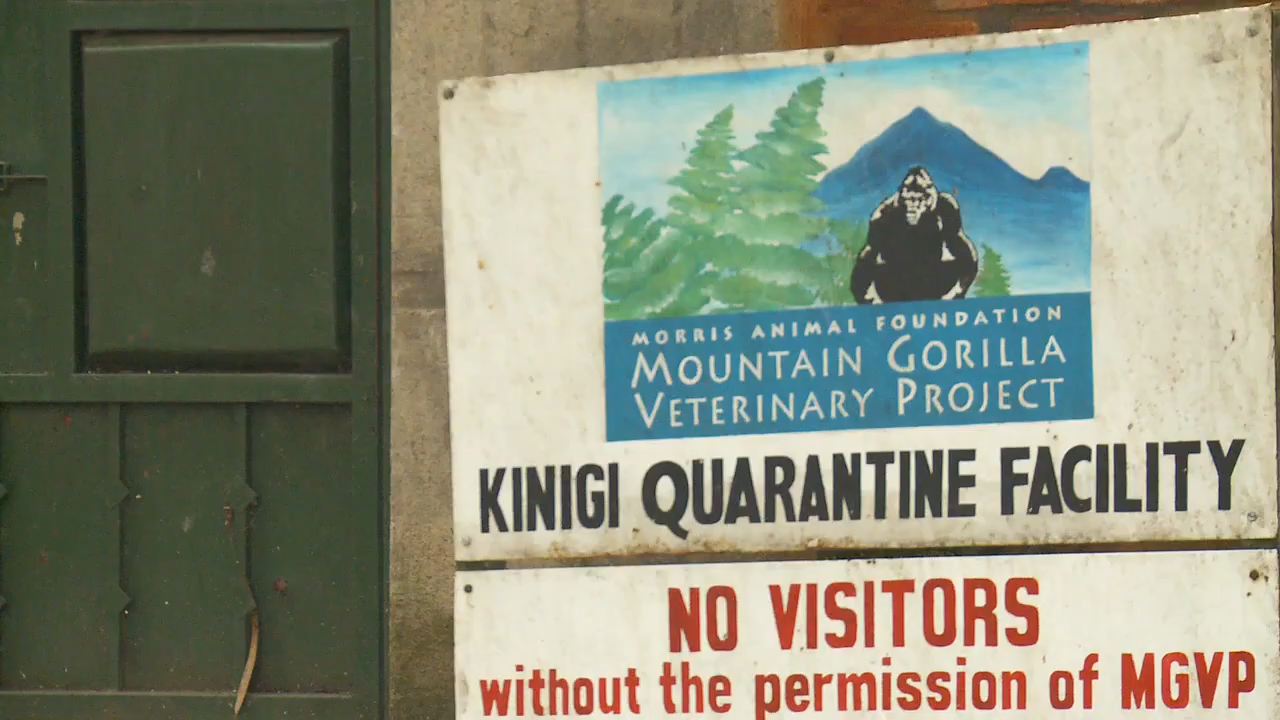 MORRIS ANIMAL FOUNDATION
MOUNTAIN GORILLA
VETERINARY PROJECT
KINIGI QUARANTINE FACILITY
NO VISITORS
without the permission of MGVP